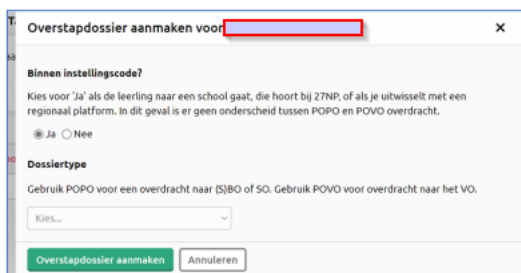 Overstapdossier aanmaken voor
Binnen instellingscode?
Kies voor 'Ja' als de leerling naar een school gaat, die hoort bij 27NP, of als je uitwisselt met een
regionaal platform. In dit geval is er geen onderscheid tussen POPO en POVO overdracht.
Ja Nee
Dossiertype
Gebruik POPO voor een overdracht naar (S)BO of SO. Gebruik POVO voor overdracht naar het VO.
Kies...
Overstapdossier aanmaken Annuleren